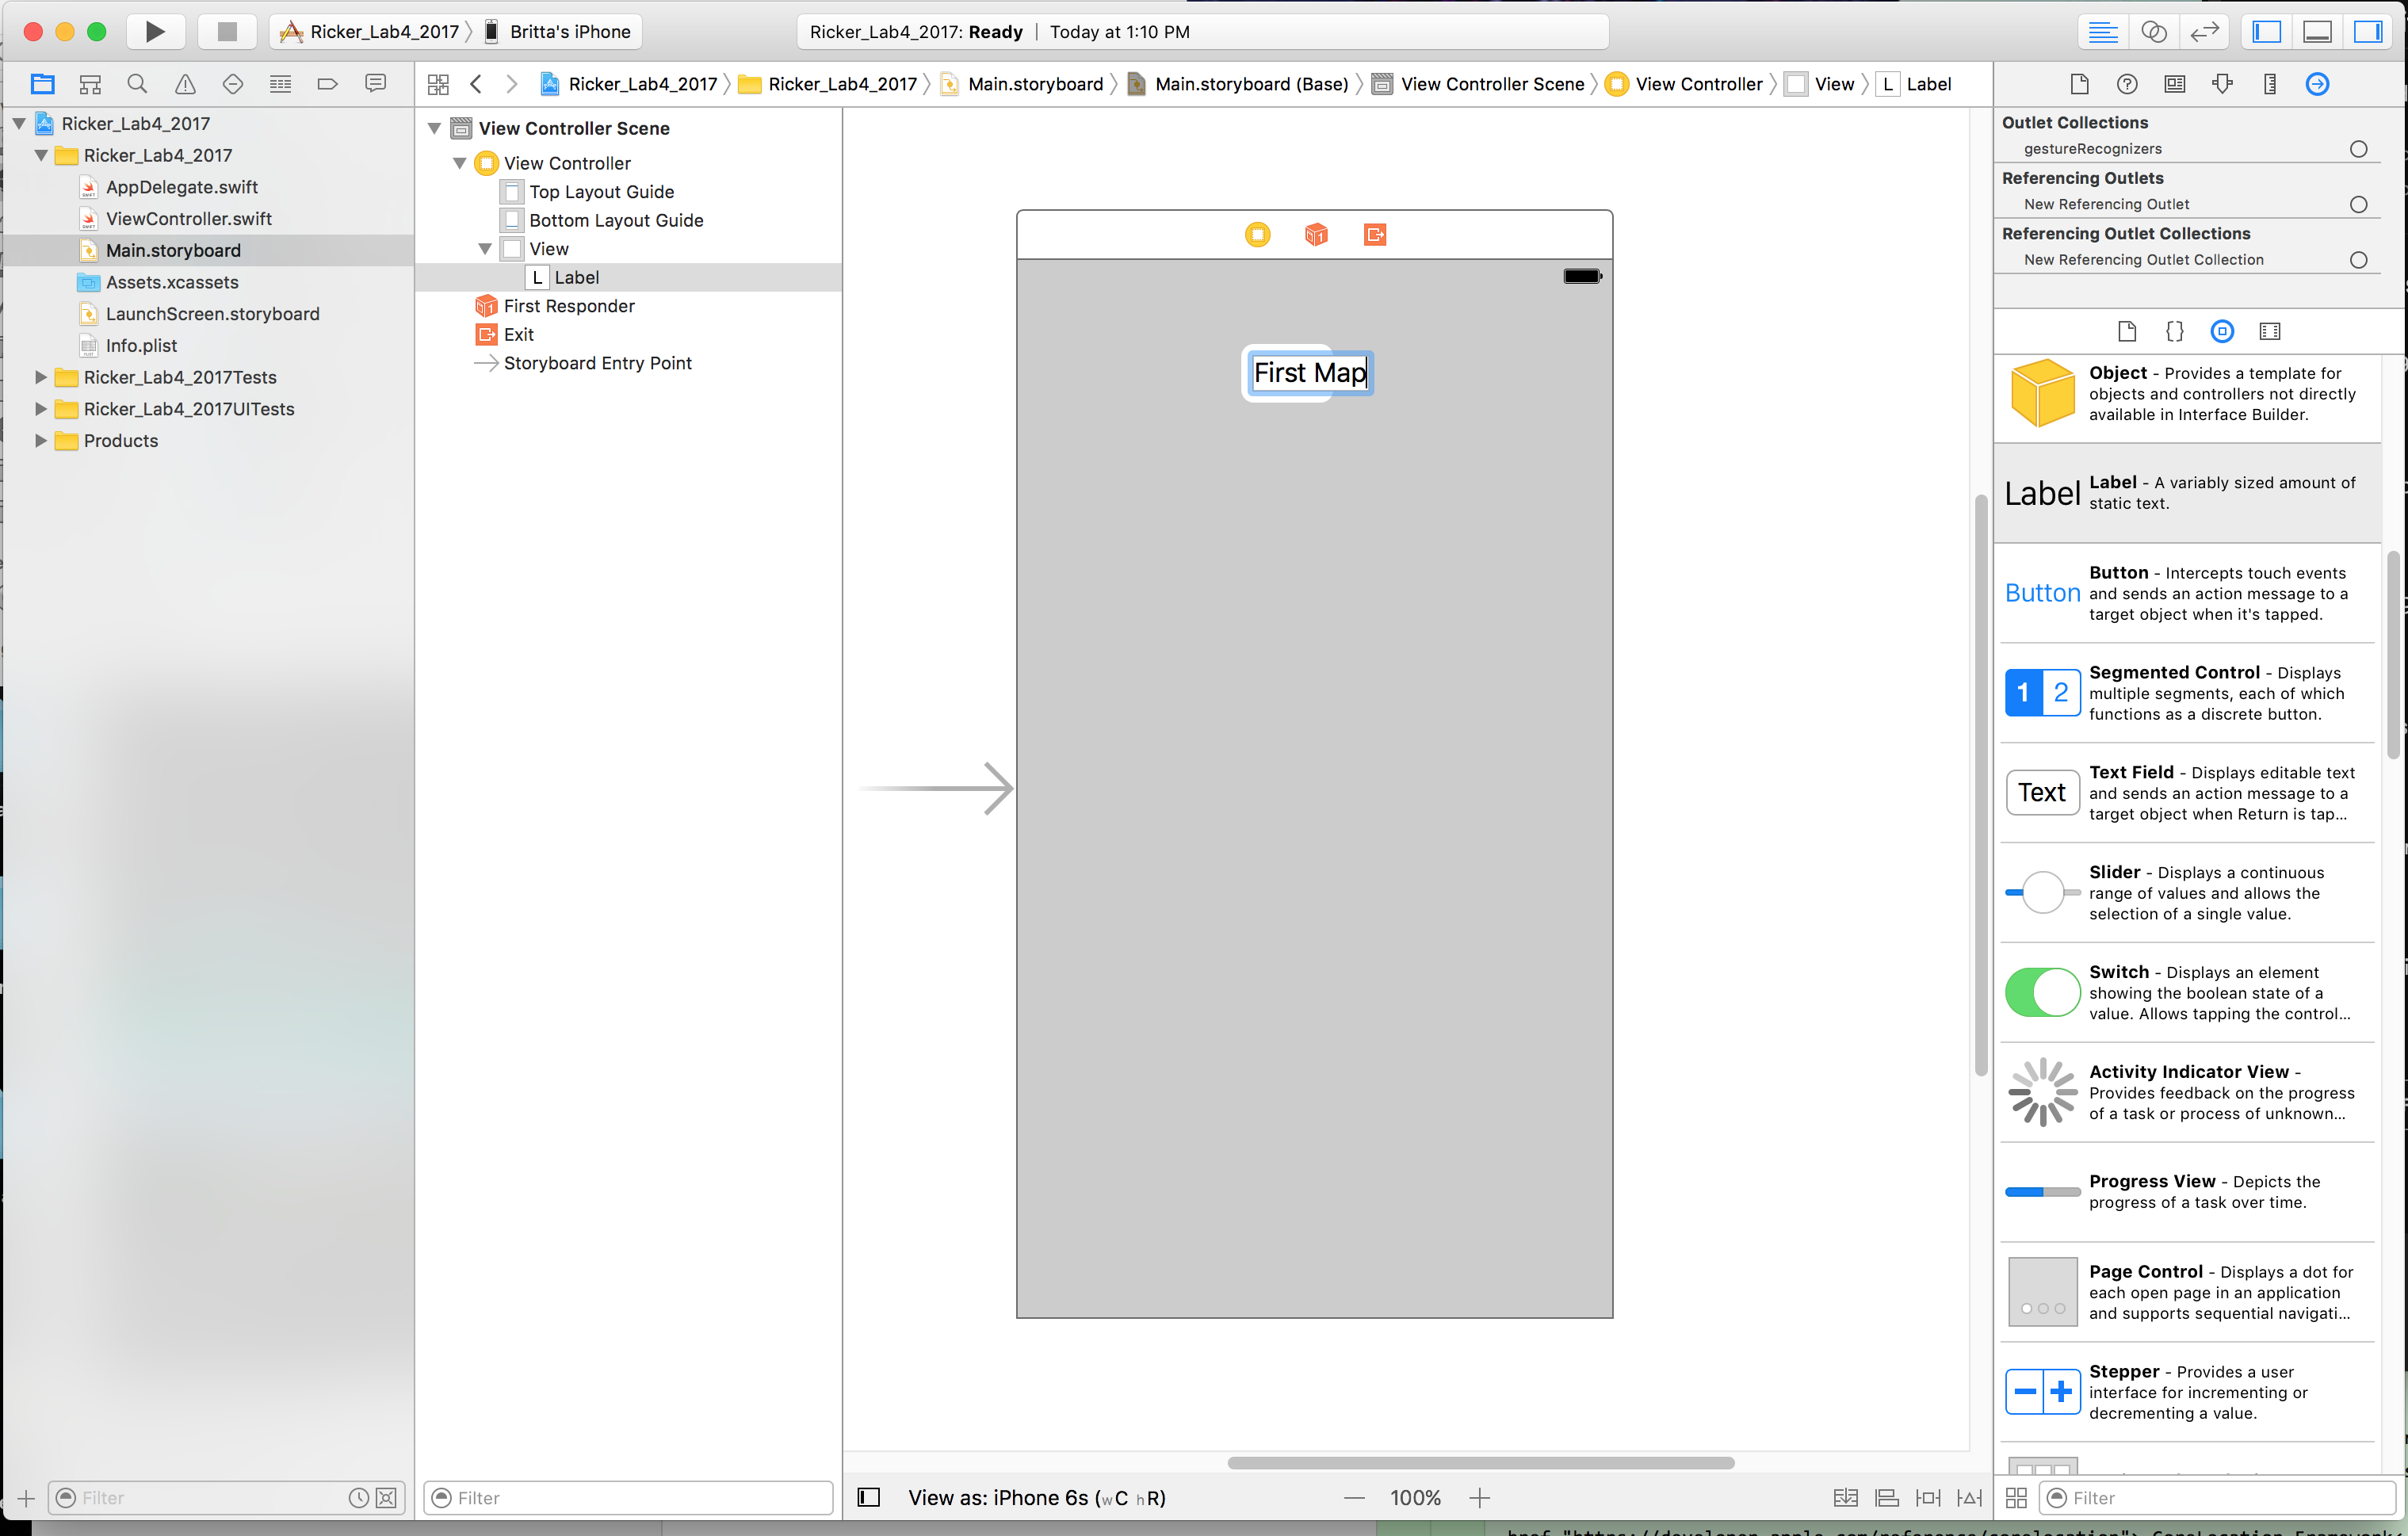 Ricker_Lab4_2017 Britta's iPhone
Ricker_Lab4_2017: Ready | Today at 1:10 PM
Ricker_Lab4_2017 Ricker_Lab4_2017 Main.storyboard Main.storyboard (Base) View Controller Scene View Controller View L Label
Ricker_Lab4_2017
Ricker_Lab4_2017
AppDelegate.swift
ViewController.swift
Main.storyboard
Assets.xcassets
LaunchScreen.storyboard
Info.plist
Ricker_Lab4_2017Tests
Ricker_Lab4_2017UITests
Products
Filter
View Controller Scene
View Controller
Top Layout Guide
Bottom Layout Guide
View
L Label
First Responder
Exit
Storyboard Entry Point
Filter
First Map
View as: iPhone 6s (wC hR)
100%
Outlet Collections
gestureRecognizers
Referencing Outlets
New Referencing Outlet
Referencing Outlet Collections
New Referencing Outlet Collection
Object - Provides a template for
objects and controllers not directly
available in Interface Builder.
Label
Label - A variably sized amount of
static text.
Button
Button - Intercepts touch events
and sends an action message to a
target object when it's tapped.
1 2
Segmented Control - Displays
multiple segments, each of which
functions as a discrete button.
Text
Text Field - Displays editable text
and sends an action message to a
target object when Return is tap...
Slider - Displays a continuous
range of values and allows the
selection of a single value.
Switch - Displays an element
showing the boolean state of a
value. Allows tapping the control...
Activity Indicator View -
Provides feedback on the progress
of a task or process of unknown...
Progress View - Depicts the
progress of a task over time.
Page Control - Displays a dot for
each open page in an application
and supports sequential navigati...
Stepper - Provides a user
interface for incrementing or
decrementing a value.
Filter